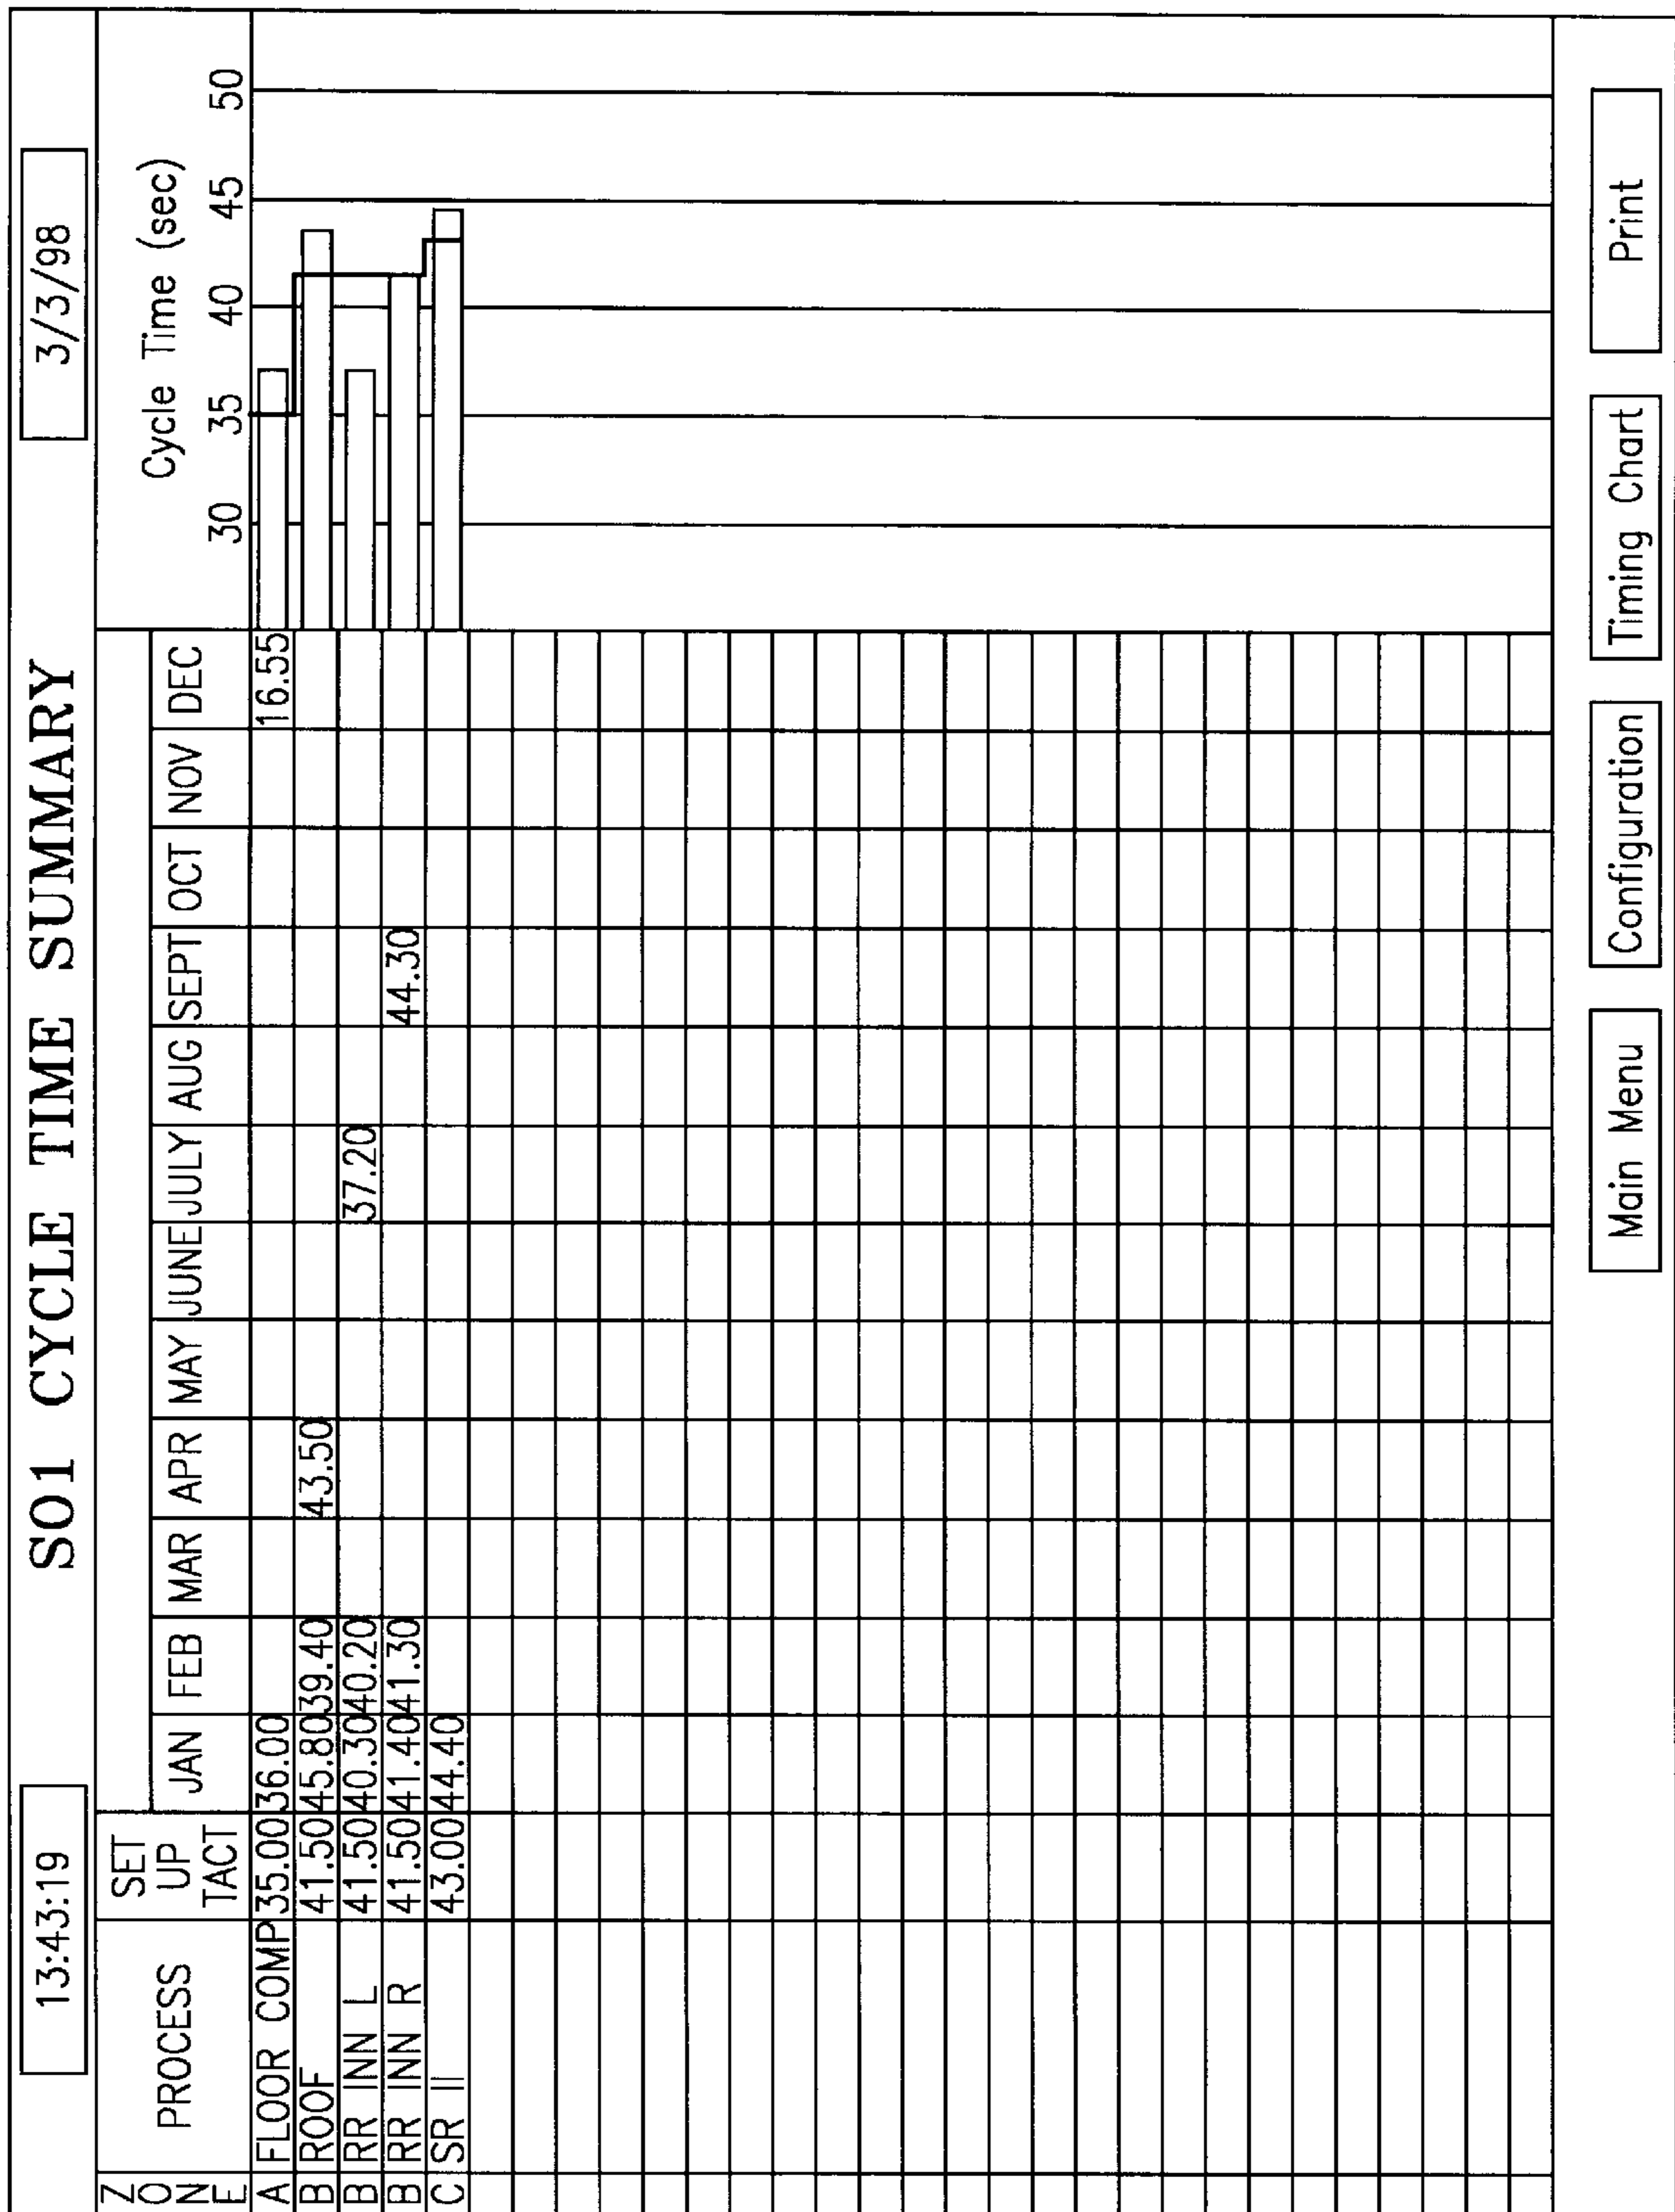 13:43:19 SO1 CYCLE TIME SUMMARY 3/3/98
ZONE PROCESS SET UP TACT JAN FEB MAR APR MAY JUNE JULY AUG SEPT OCT NOV DEC Cycle Time (sec)
30 35 40 45 50
A FLOOR COMP 35.00 36.00 16.55
B ROOF 41.50 45.80 39.40 43.50
B RR INN L 41.50 40.30 40.20 37.20
B RR INN R 41.50 41.40 41.30 44.30
C SR II 43.00 44.40
Main Menu Configuration Timing Chart Print